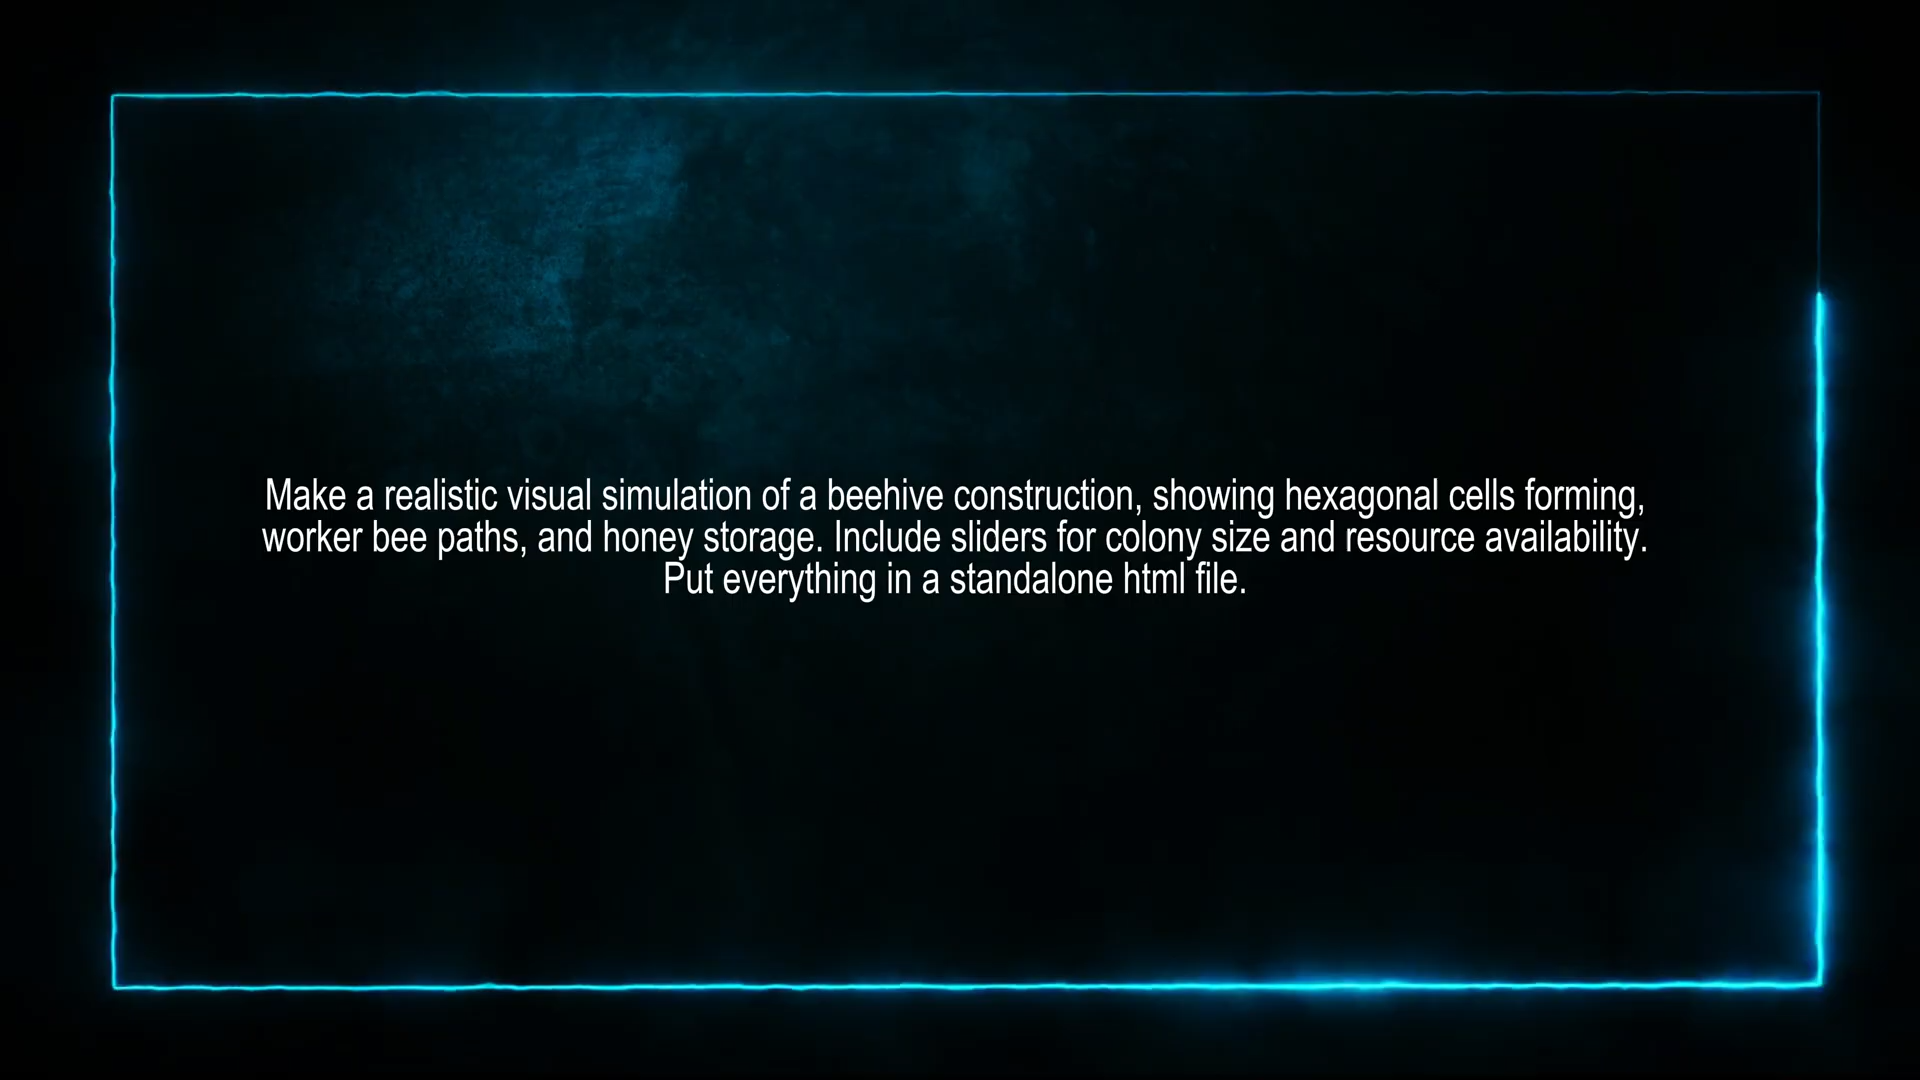 Make a realistic visual simulation of a beehive construction, showing hexagonal cells forming,
worker bee paths, and honey storage. Include sliders for colony size and resource availability.
Put everything in a standalone html file.